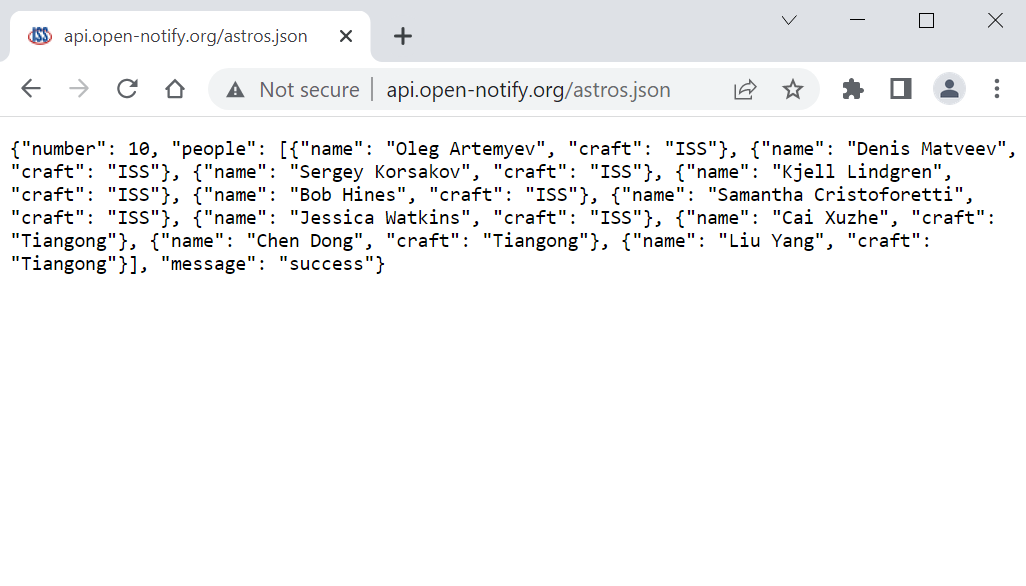 ISS api.open-notify.org/astros.json
Not secure api.open-notify.org/astros.json
{"number": 10, "people": [{"name": "Oleg Artemyev", "craft": "ISS"}, {"name": "Denis Matveev",
"craft": "ISS"}, {"name": "Sergey Korsakov", "craft": "ISS"}, {"name": "Kjell Lindgren",
"craft": "ISS"}, {"name": "Bob Hines", "craft": "ISS"}, {"name": "Samantha Cristoforetti",
"craft": "ISS"}, {"name": "Jessica Watkins", "craft": "ISS"}, {"name": "Cai Xuzhe", "craft":
"Tiangong"}, {"name": "Chen Dong", "craft": "Tiangong"}, {"name": "Liu Yang", "craft":
"Tiangong"}], "message": "success"}